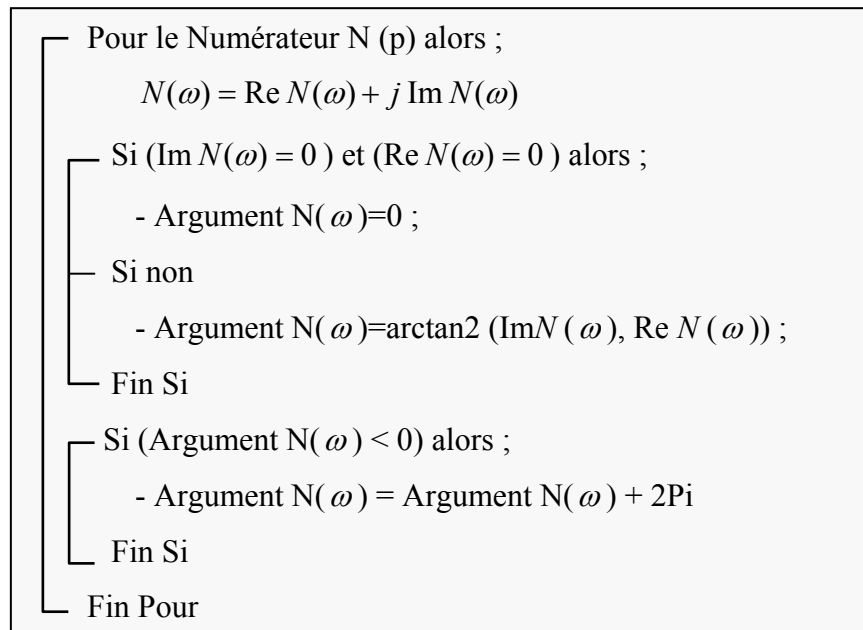 Pour le Numérateur N (p) alors ;
N(ω) = Re N(ω) + j Im N(ω)
Si (Im N(ω) = 0 ) et (Re N(ω) = 0 ) alors ;
- Argument N( ω )=0 ;
Si non
- Argument N( ω )=arctan2 (ImN ( ω ), Re N ( ω )) ;
Fin Si
Si (Argument N( ω ) < 0) alors ;
- Argument N( ω ) = Argument N( ω ) + 2Pi
Fin Si
Fin Pour